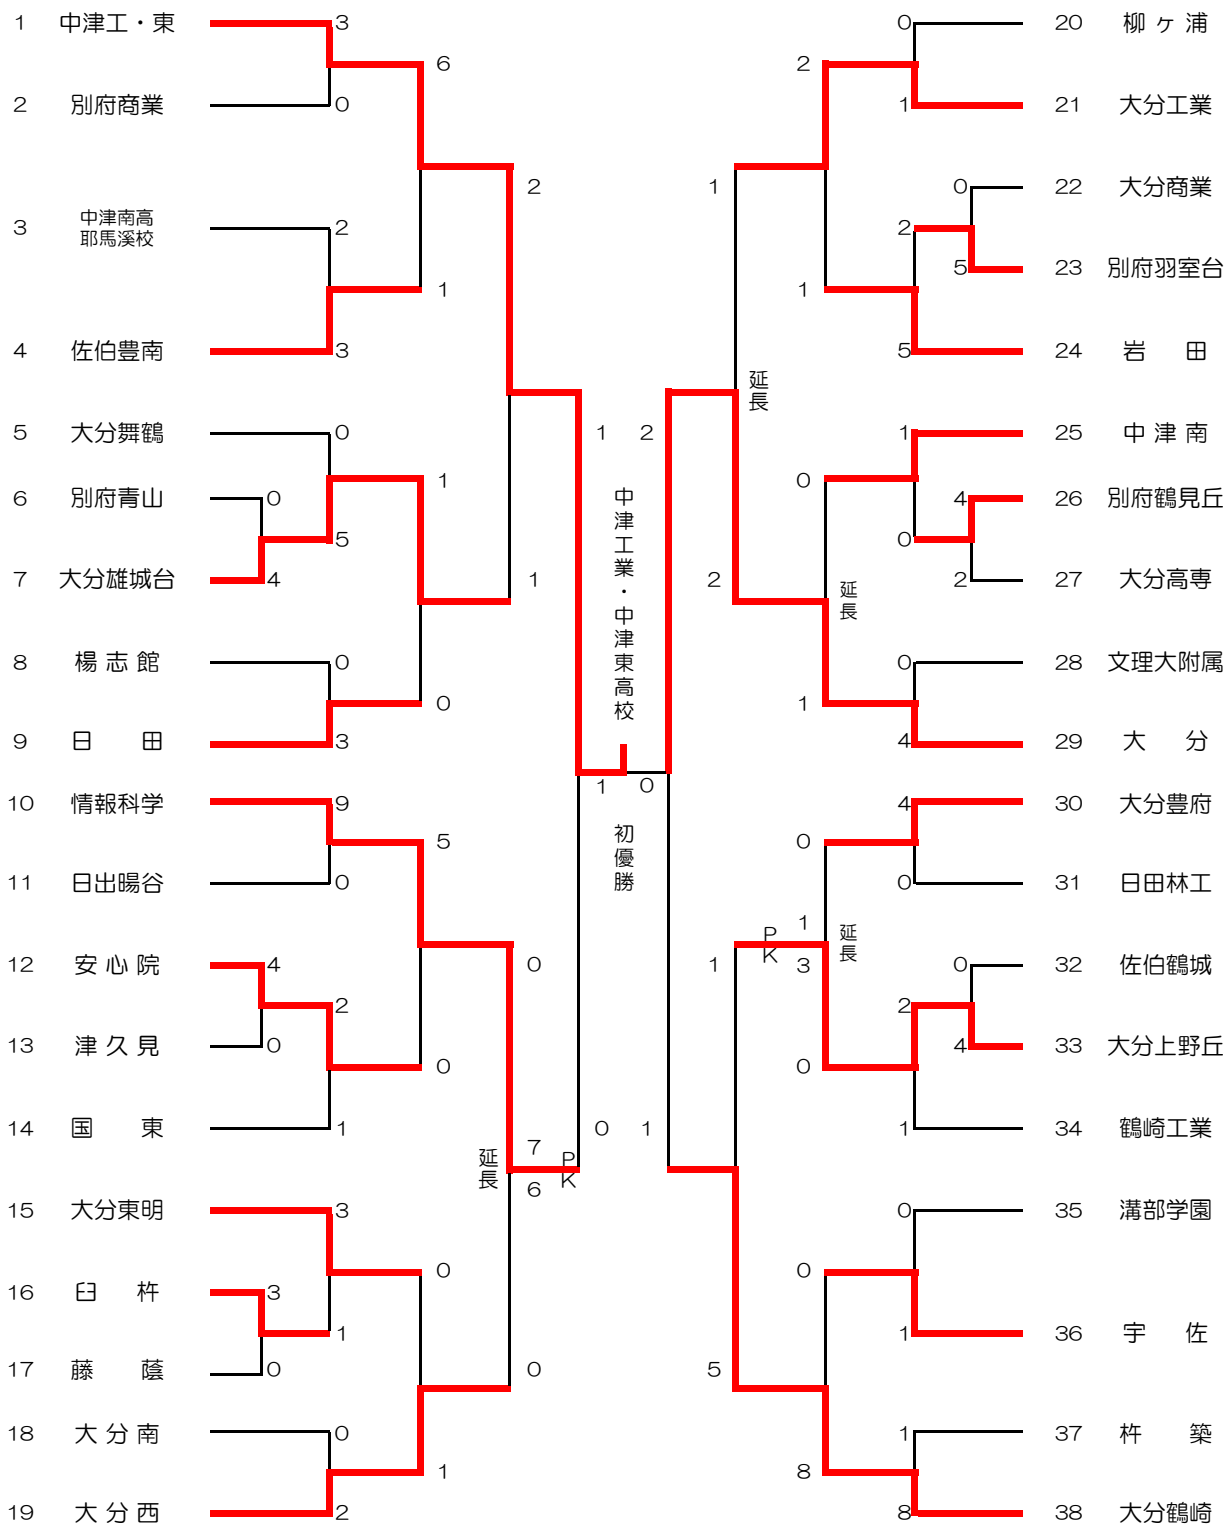 1 中津工・東 3
6
2 別府商業 0
2
3 中津南高
耶馬溪校 2
1
4 佐伯豊南 3
5 大分舞鶴 0
1
6 別府青山 0
5
7 大分雄城台 4
1
8 楊志館 0
0
9 日田 3
10 情報科学 9
5
11 日出暘谷 0
12 安心院 4
0
2
13 津久見 0
0
14 国東 1
延長
7
6
PK
15 大分東明 3
0
16 臼杵 3
1
17 藤蔭 0
0
18 大分南 0
1
19 大分西 2
1 2
中津工業・中津東高校
1 0
初優勝
0 1
0 20 柳ヶ浦
2
1 21 大分工業
1
0 22 大分商業
2
5 23 別府羽室台
1
5 24 岩田
延長
1 25 中津南
0
4 26 別府鶴見丘
0
2 27 大分高専
2
延長
0 28 文理大附属
1
4 29 大分
4 30 大分豊府
0
0 31 日田林工
1
PK
延長
3
1
0 32 佐伯鶴城
2
4 33 大分上野丘
0
1 34 鶴崎工業
0 35 溝部学園
0
1 36 宇佐
5
1 37 杵築
8
8 38 大分鶴崎